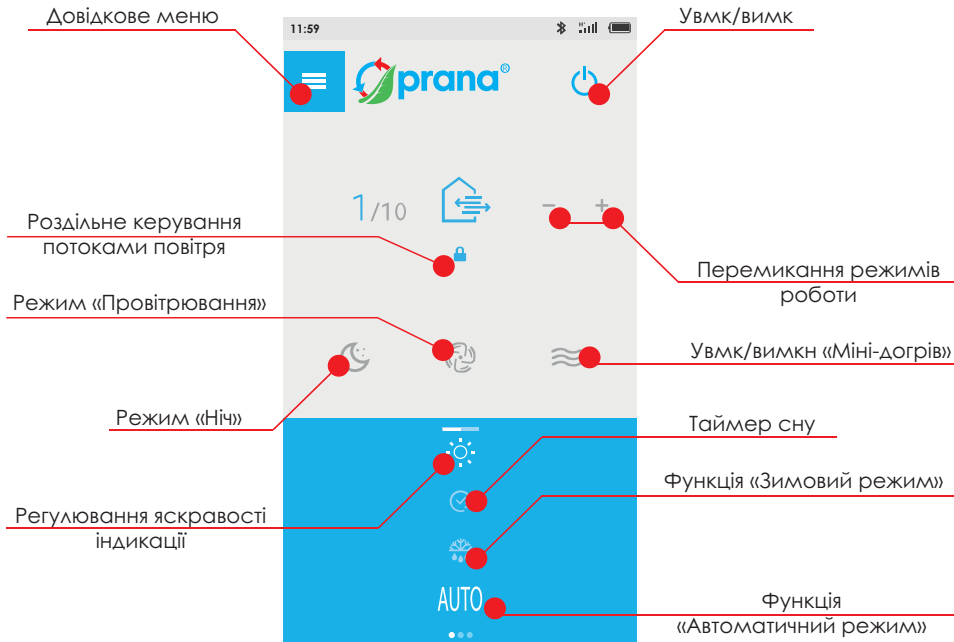 Довідкове меню
Увмк/вимк
11:59
prana®
1/10
Роздільне керування
потоками повітря
Перемикання режимів
роботи
Режим «Провітрювання»
Увмк/вимкн «Міні-догрів»
Режим «Ніч»
Таймер сну
Функція «Зимовий режим»
Регулювання яскравості
індикації
AUTO
Функція
«Автоматичний режим»